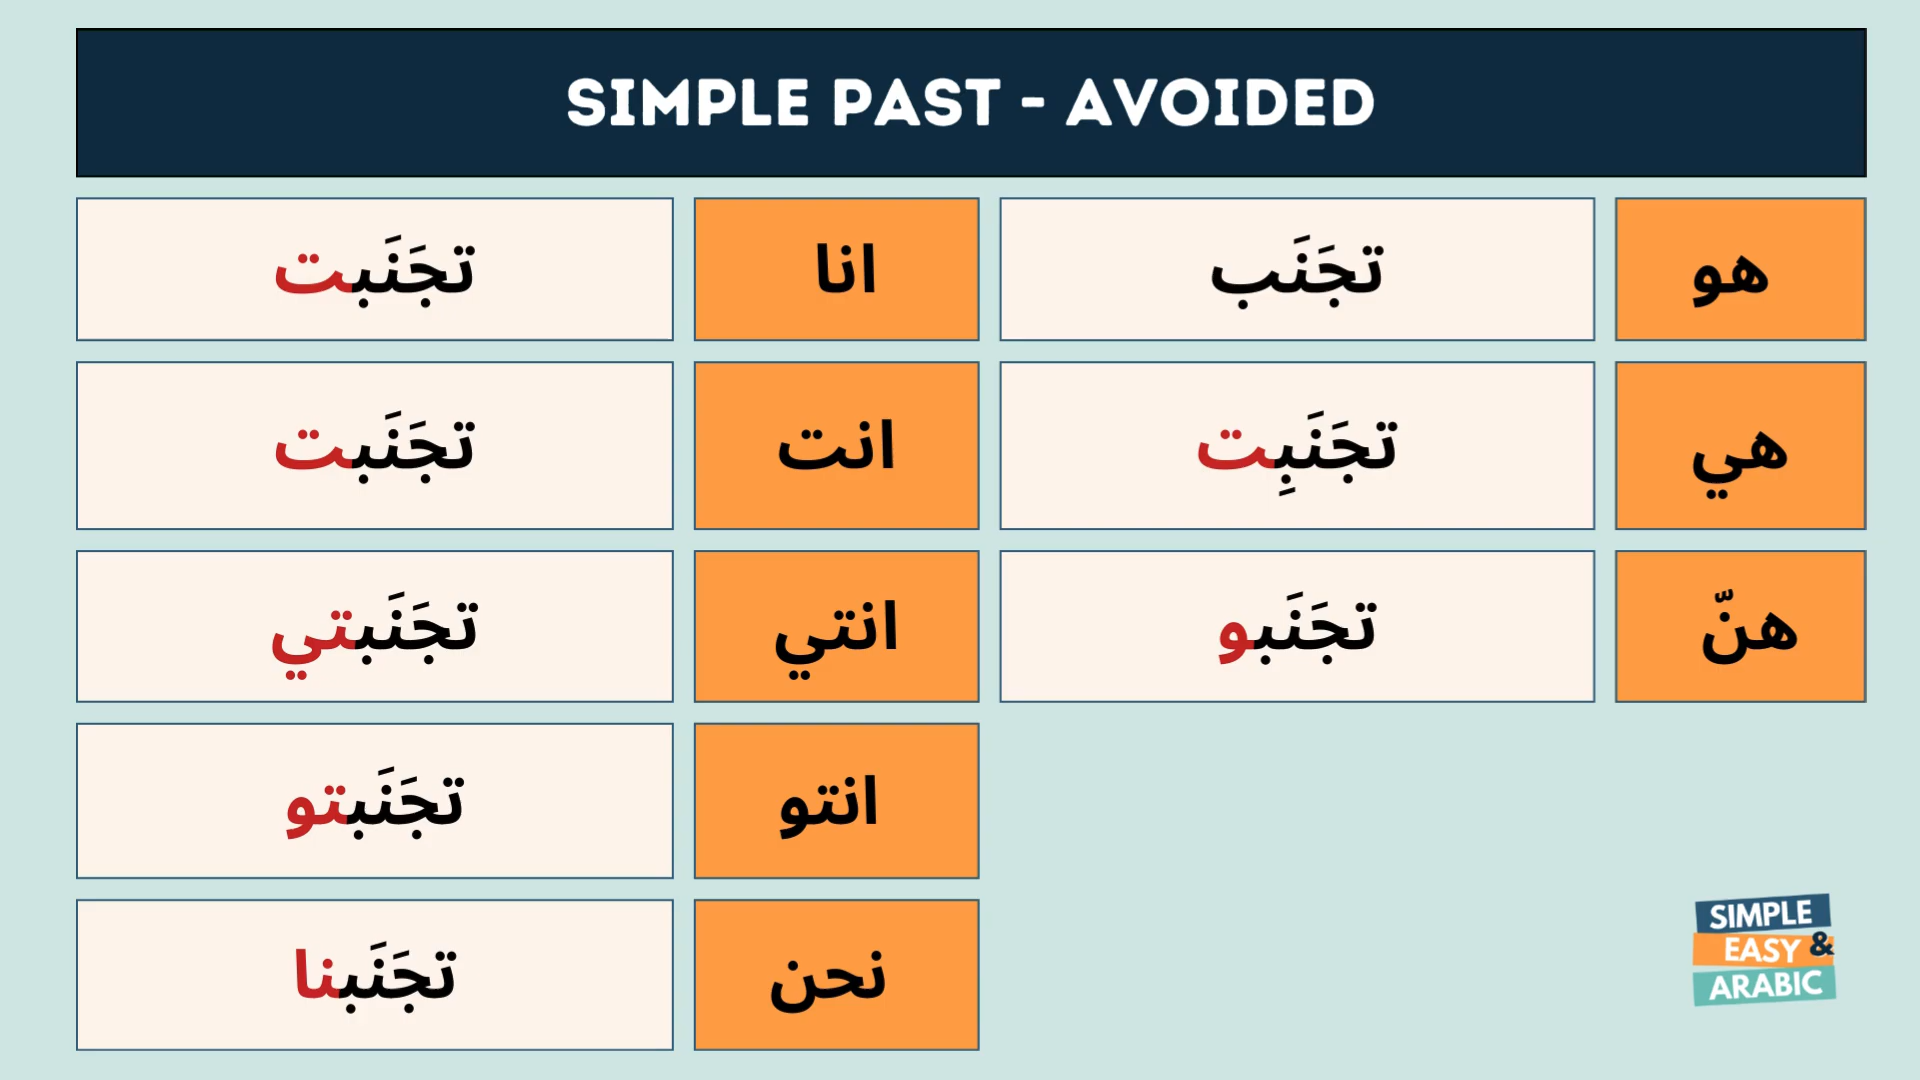 SIMPLE PAST - AVOIDED
هو تجَنَب انا تجَنَبت
هي تجَنَبِت انت تجَنَبت
هنّ تجَنَبو انتي تجَنَبتي
انتو تجَنَبتو
نحن تجَنَبنا
SIMPLE
EASY &
ARABIC